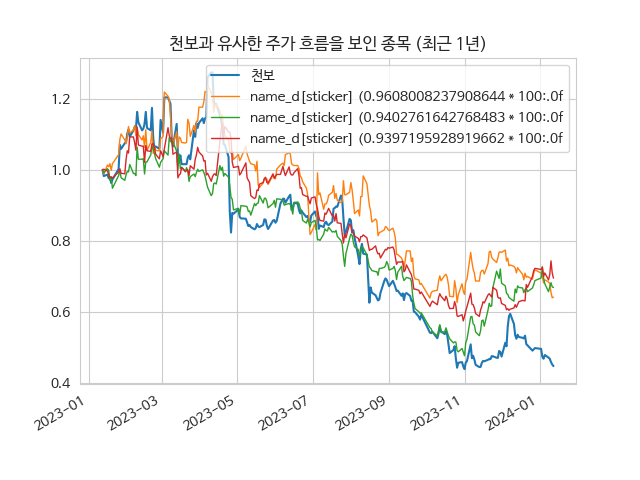 천보과 유사한 주가 흐름을 보인 종목 (최근 1년)
천보
name_d[sticker] (0.9608008237908644 * 100:.0f
name_d[sticker] (0.9402761642768483 * 100:.0f
name_d[sticker] (0.9397195928919662 * 100:.0f
1.2
1.0
0.8
0.6
0.4
2023-01
2023-03
2023-05
2023-07
2023-09
2023-11
2024-01